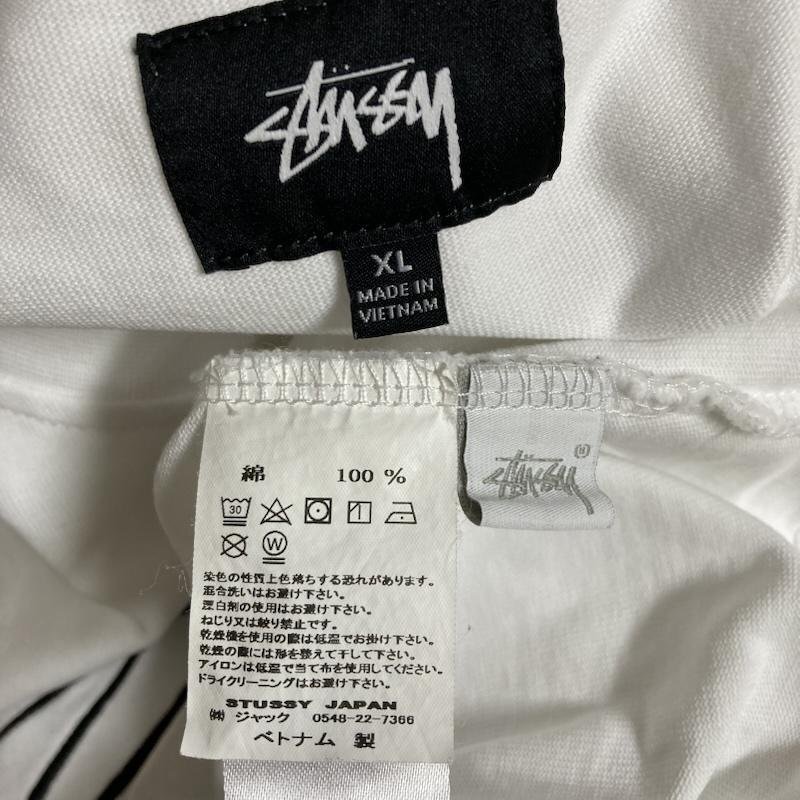 Stüssy
XL
MADE IN
VIETNAM
Stüssy
綿 100 %
30
W
染色の性質上色落ちする恐れがあります。
混合洗いはお避け下さい。
漂白剤の使用はお避け下さい。
ねじり又は絞り禁止です。
乾燥機を使用の際は低温でお掛け下さい。
乾燥の際には形を整えて干して下さい。
アイロンは低温で当て布を使用してください。
ドライクリーニングはお避け下さい。
STUSSY JAPAN
㈱ ジャック 0548-22-7366
ベトナム 製